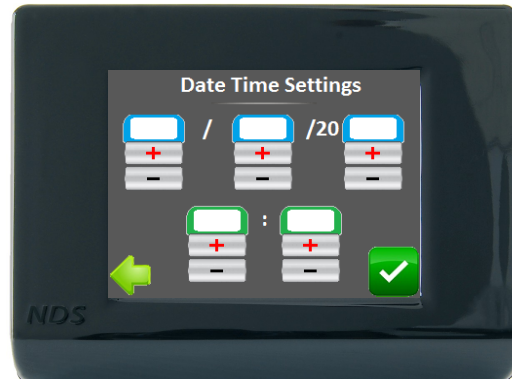 Date Time Settings
/ /20
+ + +
- - -
:
+ +
- -
NDS